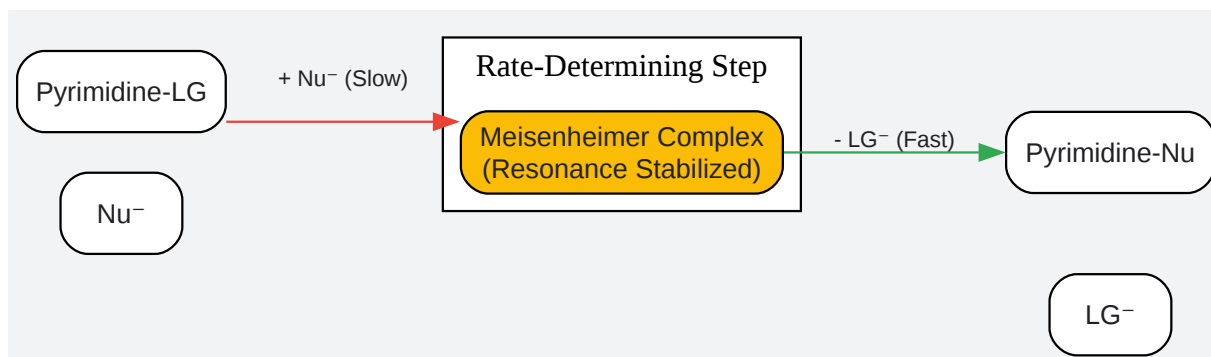 Pyrimidine-LG
+ Nu⁻ (Slow)
Rate-Determining Step
Meisenheimer Complex
(Resonance Stabilized)
- LG⁻ (Fast)
Pyrimidine-Nu
Nu⁻
LG⁻